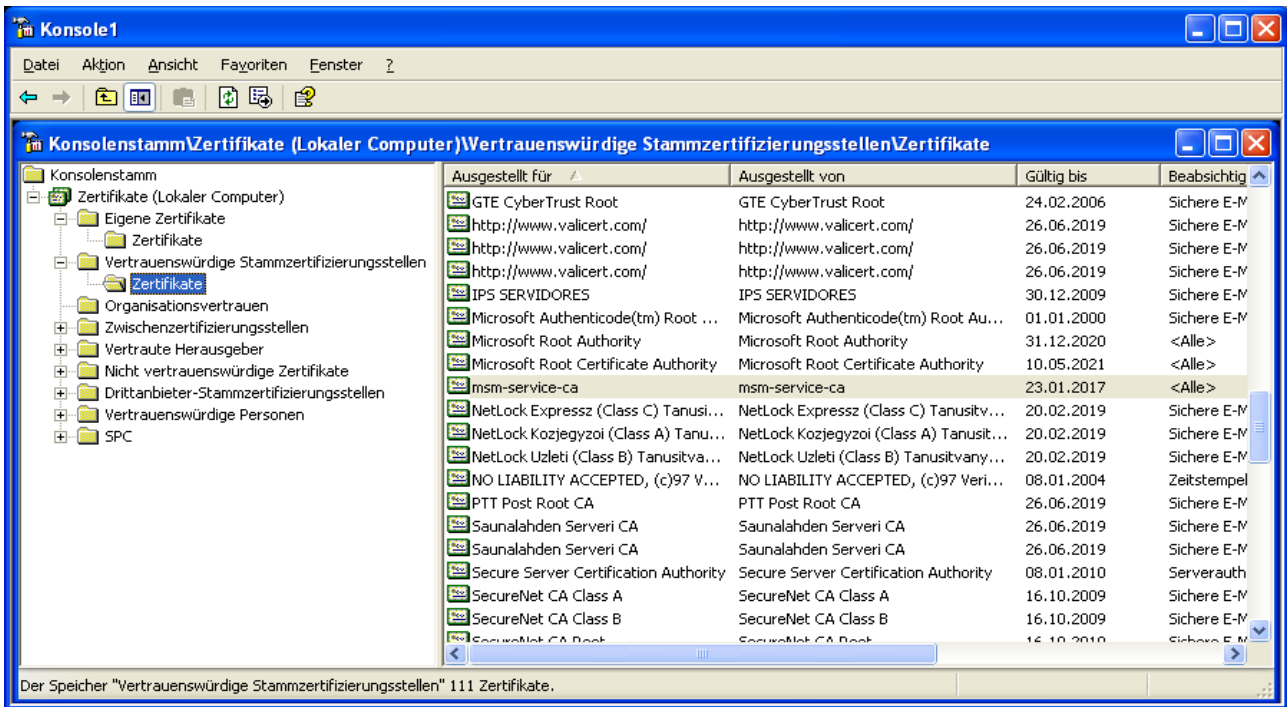 Konsole1
Datei Aktion Ansicht Favoriten Fenster ?
Konsolenstamm\Zertifikate (Lokaler Computer)\Vertrauenswürdige Stammzertifizierungsstellen\Zertifikate
Konsolenstamm
Zertifikate (Lokaler Computer)
Eigene Zertifikate
Zertifikate
Vertrauenswürdige Stammzertifizierungsstellen
Zertifikate
Organisationsvertrauen
Zwischenzertifizierungsstellen
Vertraute Herausgeber
Nicht vertrauenswürdige Zertifikate
Drittanbieter-Stammzertifizierungsstellen
Vertrauenswürdige Personen
SPC
Ausgestellt für Ausgestellt von Gültig bis Beabsichtig
GTE CyberTrust Root GTE CyberTrust Root 24.02.2006 Sichere E-M
http://www.valicert.com/ http://www.valicert.com/ 26.06.2019 Sichere E-M
http://www.valicert.com/ http://www.valicert.com/ 26.06.2019 Sichere E-M
http://www.valicert.com/ http://www.valicert.com/ 26.06.2019 Sichere E-M
IPS SERVIDORES IPS SERVIDORES 30.12.2009 Sichere E-M
Microsoft Authenticode(tm) Root ... Microsoft Authenticode(tm) Root Au... 01.01.2000 Sichere E-M
Microsoft Root Authority Microsoft Root Authority 31.12.2020 <Alle>
Microsoft Root Certificate Authority Microsoft Root Certificate Authority 10.05.2021 <Alle>
msm-service-ca msm-service-ca 23.01.2017 <Alle>
NetLock Expressz (Class C) Tanusi... NetLock Expressz (Class C) Tanusitv... 20.02.2019 Sichere E-M
NetLock Kozjegyzoi (Class A) Tanu... NetLock Kozjegyzoi (Class A) Tanusit... 20.02.2019 Sichere E-M
NetLock Uzleti (Class B) Tanusitva... NetLock Uzleti (Class B) Tanusitvany... 20.02.2019 Sichere E-M
NO LIABILITY ACCEPTED, (c)97 V... NO LIABILITY ACCEPTED, (c)97 Veri... 08.01.2004 Zeitstempel
PTT Post Root CA PTT Post Root CA 26.06.2019 Sichere E-M
Saunalahden Serveri CA Saunalahden Serveri CA 26.06.2019 Sichere E-M
Saunalahden Serveri CA Saunalahden Serveri CA 26.06.2019 Sichere E-M
Secure Server Certification Authority Secure Server Certification Authority 08.01.2010 Serverauth
SecureNet CA Class A SecureNet CA Class A 16.10.2009 Sichere E-M
SecureNet CA Class B SecureNet CA Class B 16.10.2009 Sichere E-M
SecureNet CA Root SecureNet CA Root 16.10.2010 Sichere E-M
Der Speicher "Vertrauenswürdige Stammzertifizierungsstellen" 111 Zertifikate.